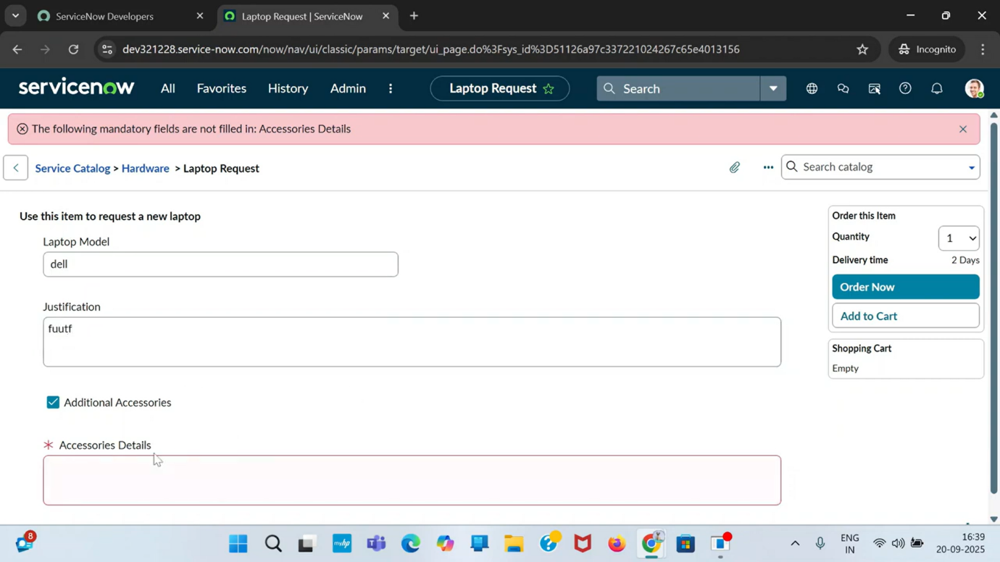 ServiceNow Developers
Laptop Request | ServiceNow
dev321228.service-now.com/now/nav/ui/classic/params/target/ui_page.do%3Fsys_id%3D51126a97c337221024267c65e4013156
Incognito
servicenow
All
Favorites
History
Admin
Laptop Request
Search
The following mandatory fields are not filled in: Accessories Details
Service Catalog > Hardware > Laptop Request
Search catalog
Use this item to request a new laptop
Laptop Model
dell
Justification
fuutf
Additional Accessories
* Accessories Details
Order this Item
Quantity
1
Delivery time
2 Days
Order Now
Add to Cart
Shopping Cart
Empty
8
myhp
ENG
IN
16:39
20-09-2025